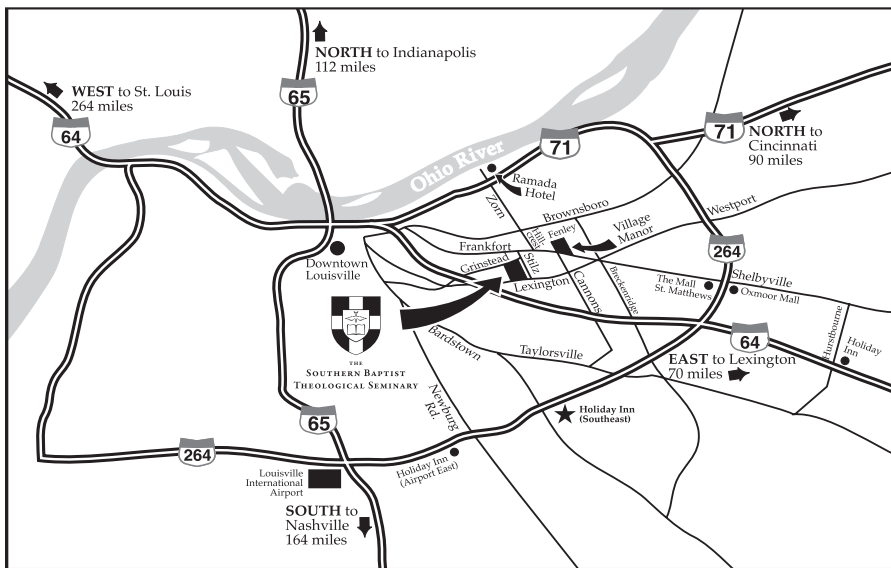 NORTH to Indianapolis
112 miles
65
WEST to St. Louis
264 miles
64
71
71
NORTH to
Cincinnati
90 miles
Ohio River
Ramada
Hotel
Zorn
Brownsboro
Westport
Hill-
crest
Fenley
Village
Manor
264
Frankfort
Grinstead
Stilz
Lexington
Cannons
Breckenridge
Shelbyville
The Mall
St. Matthews
Oxmoor Mall
Downtown
Louisville
Bardstown
Taylorsville
64
Hurstbourne
Holiday
Inn
EAST to Lexington
70 miles
THE
SOUTHERN BAPTIST
THEOLOGICAL SEMINARY
Newburg
Rd.
Holiday Inn
(Southeast)
65
264
Holiday Inn
(Airport East)
Louisville
International
Airport
SOUTH to
Nashville
164 miles